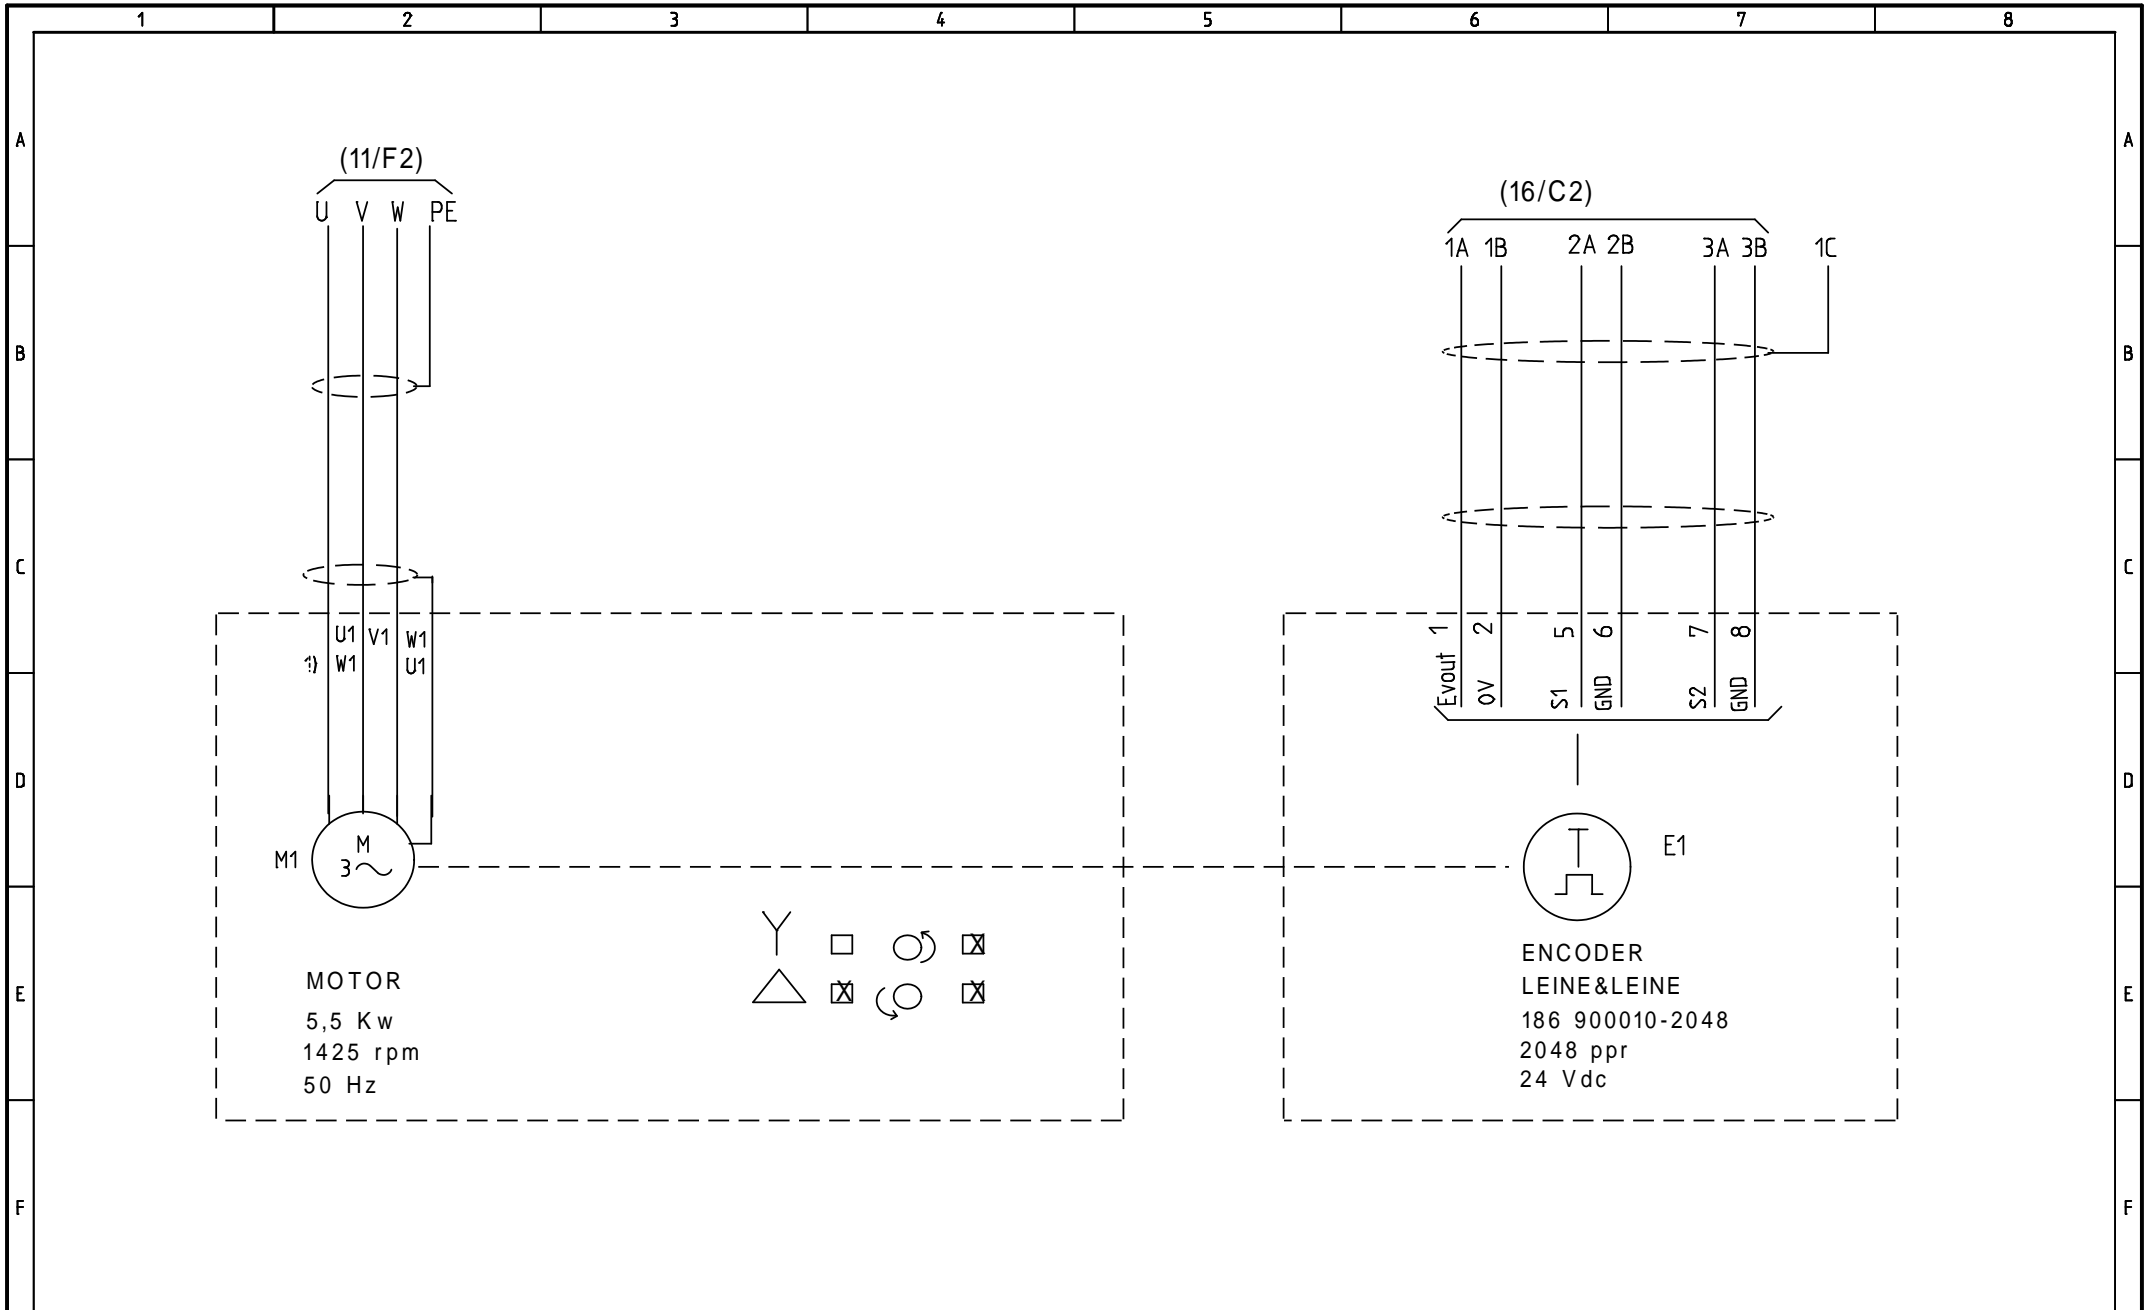 1 2 3 4 5 6 7 8
A A
(11/F2)
U V W PE
(16/C2)
1A 1B 2A 2B 3A 3B 1C
B B
C C
U1 V1 W1
1) W1 U1
1 2 5 6 7 8
Evout 0V S1 GND S2 GND
D D
M1
M
3
E1
E E
MOTOR
5,5 Kw
1425 rpm
50 Hz
X
X X
ENCODER
LEINE&LEINE
186 900010-2048
2048 ppr
24 Vdc
F F